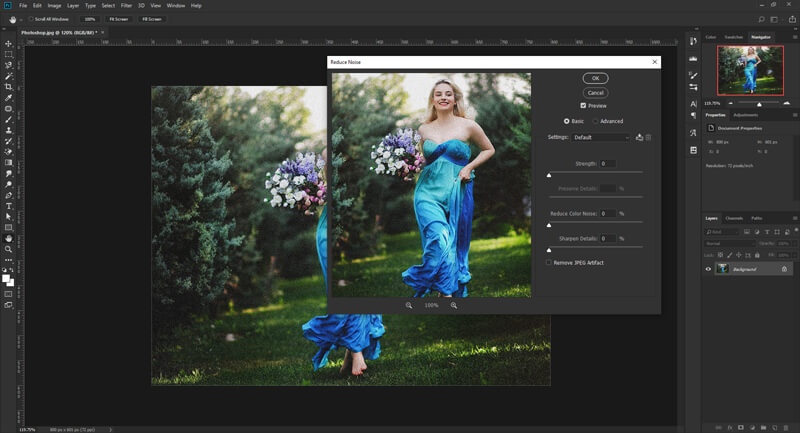 Ps File Edit Image Layer Type Select Filter 3D View Window Help
Scroll All Windows 100% Fit Screen Fill Screen
Photoshop.jpg @ 120% (RGB/8#) * ×
Reduce Noise
OK
Cancel
Preview
Basic Advanced
Settings: Default
Strength: 0
Preserve Details: %
Reduce Color Noise: 0 %
Sharpen Details: 0 %
Remove JPEG Artifact
100%
Color Swatches Navigator
119.75%
Properties Adjustments
Document Properties
W: 800 px H: 601 px
X: 0 Y: 0
Resolution: 72 pixels/inch
Layers Channels Paths
Kind
Normal Opacity: 100%
Lock: Fill: 100%
Background
119.75% 800 px x 601 px (72 ppi)